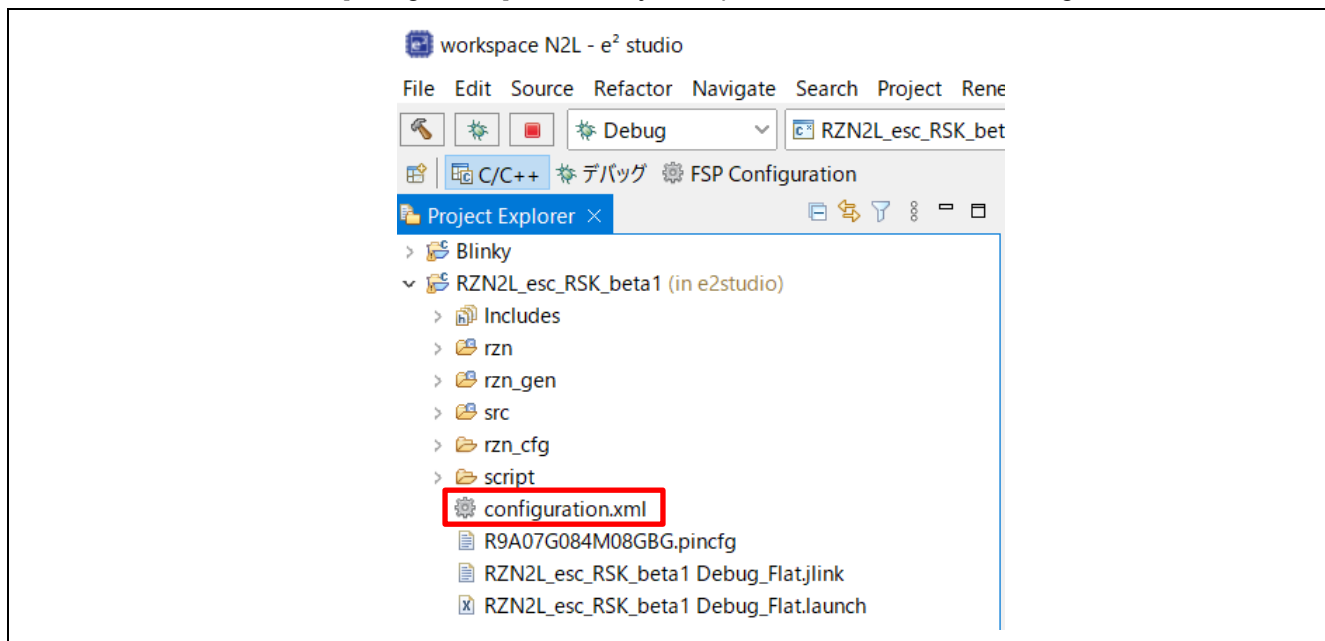 workspace N2L - e² studio
File Edit Source Refactor Navigate Search Project Rene
Debug RZN2L_esc_RSK_bet
C/C++ デバッグ FSP Configuration
Project Explorer
Blinky
RZN2L_esc_RSK_beta1 (in e2studio)
Includes
rzn
rzn_gen
src
rzn_cfg
script
configuration.xml
R9A07G084M08GBG.pincfg
RZN2L_esc_RSK_beta1 Debug_Flat.jlink
RZN2L_esc_RSK_beta1 Debug_Flat.launch